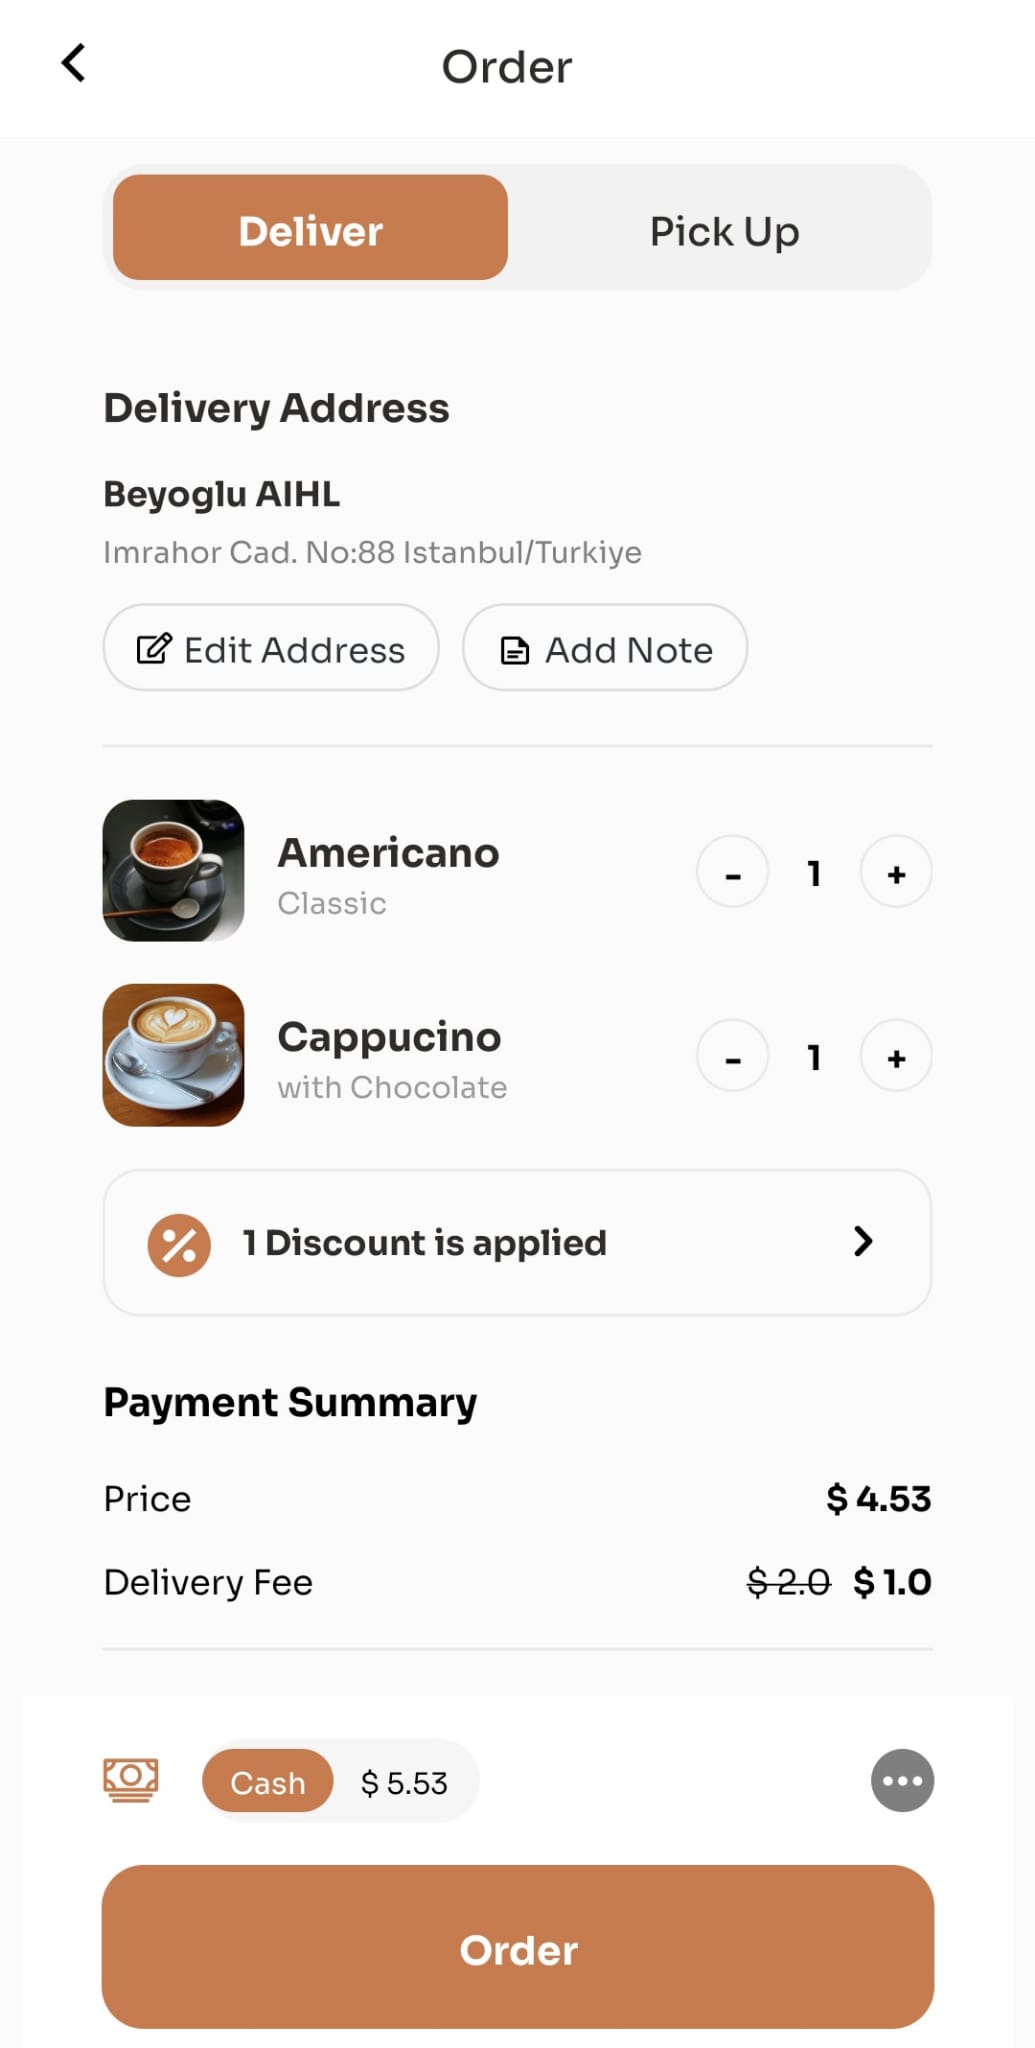 Order
Deliver
Pick Up
Delivery Address
Beyoglu AIHL
Imrahor Cad. No:88 Istanbul/Turkiye
Edit Address
Add Note
Americano
Classic
- 1 +
Cappucino
with Chocolate
- 1 +
% 1 Discount is applied
Payment Summary
Price $ 4.53
Delivery Fee $ 2.0 $ 1.0
Cash $ 5.53
Order